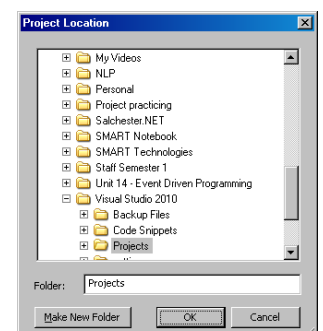 Project Location
My Videos
NLP
Personal
Project practicing
Salchester.NET
SMART Notebook
SMART Technologies
Staff Semester 1
Unit 14 - Event Driven Programming
Visual Studio 2010
Backup Files
Code Snippets
Projects
Folder: Projects
Make New Folder OK Cancel